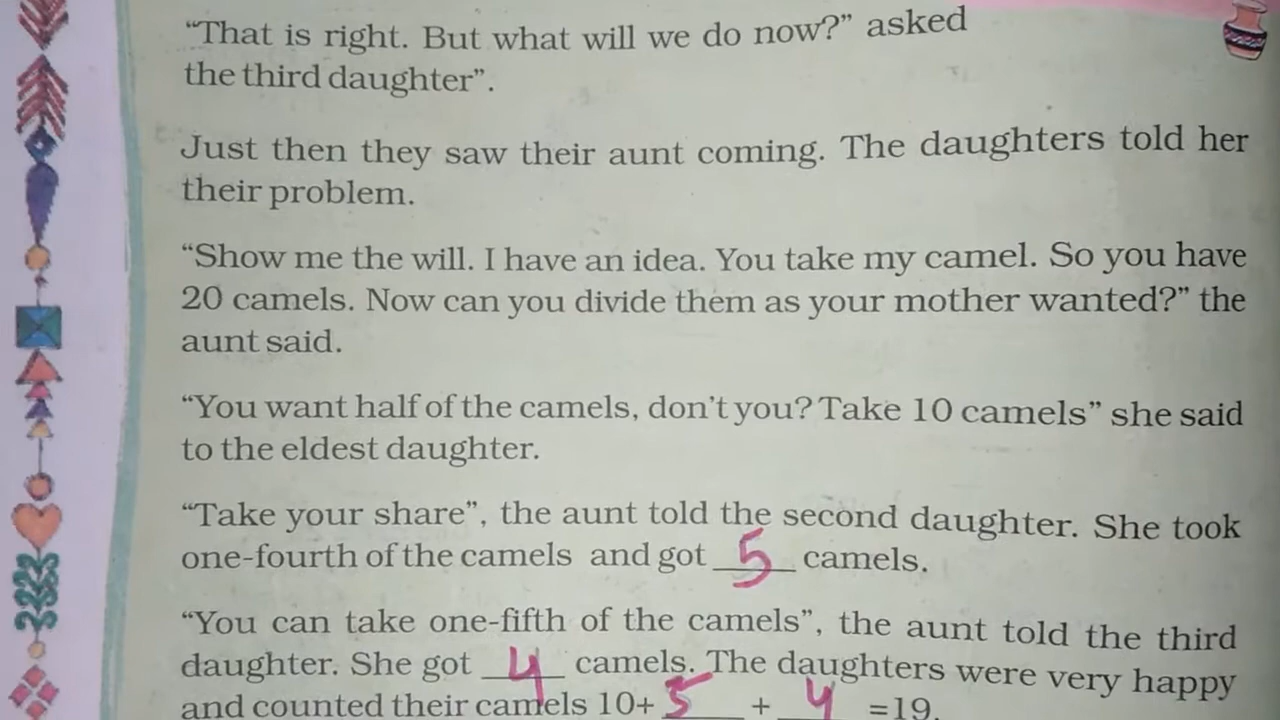 “That is right. But what will we do now?” asked
the third daughter”.
Just then they saw their aunt coming. The daughters told her
their problem.
“Show me the will. I have an idea. You take my camel. So you have
20 camels. Now can you divide them as your mother wanted?” the
aunt said.
“You want half of the camels, don’t you? Take 10 camels” she said
to the eldest daughter.
“Take your share”, the aunt told the second daughter. She took
one-fourth of the camels and got 5 camels.
“You can take one-fifth of the camels”, the aunt told the third
daughter. She got 4 camels. The daughters were very happy
and counted their camels 10+ 5 + 4 =19.